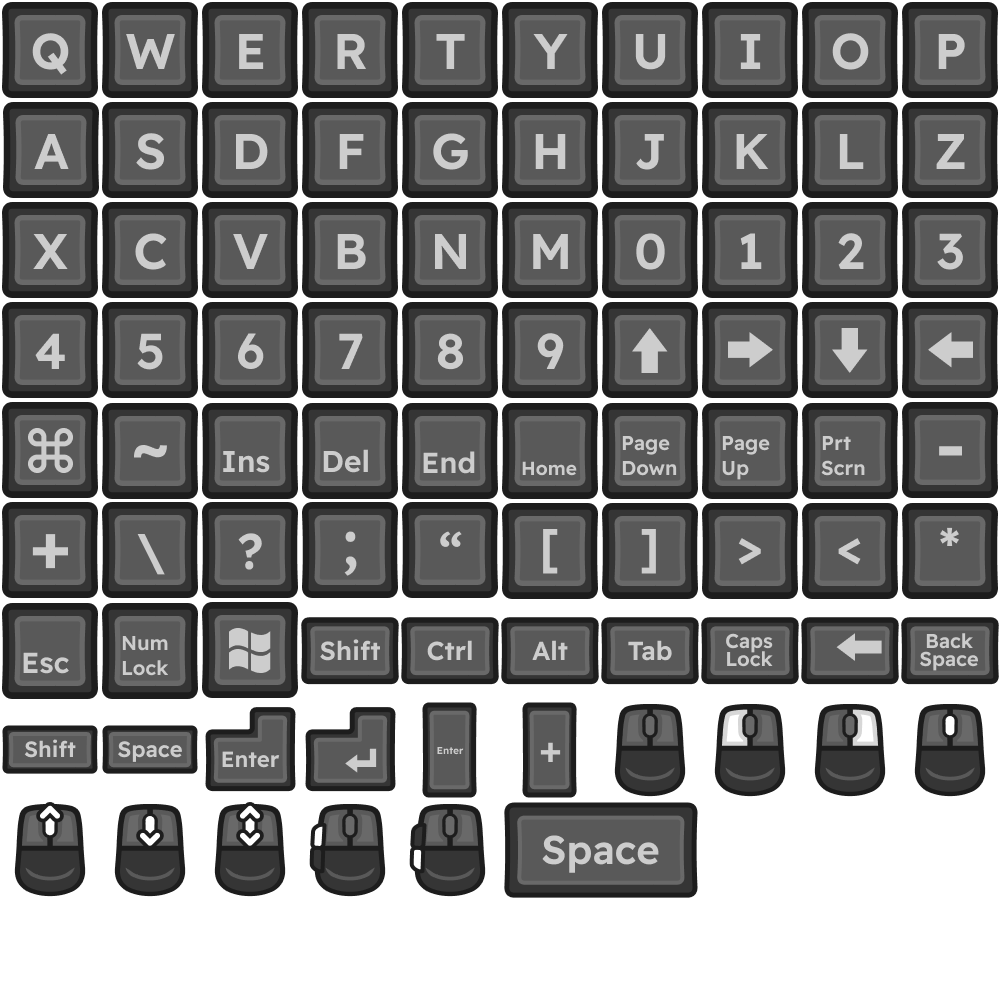 Q W E R T Y U I O P
A S D F G H J K L Z
X C V B N M 0 1 2 3
4 5 6 7 8 9 ↑ → ↓ ←
⌘ ~ Ins Del End Home Page Down Page Up Prt Scrn -
+ \ ? ; “ [ ] > < *
Esc Num Lock Shift Ctrl Alt Tab Caps Lock ← Back Space
Shift Space Enter ↵ Enter +
Space